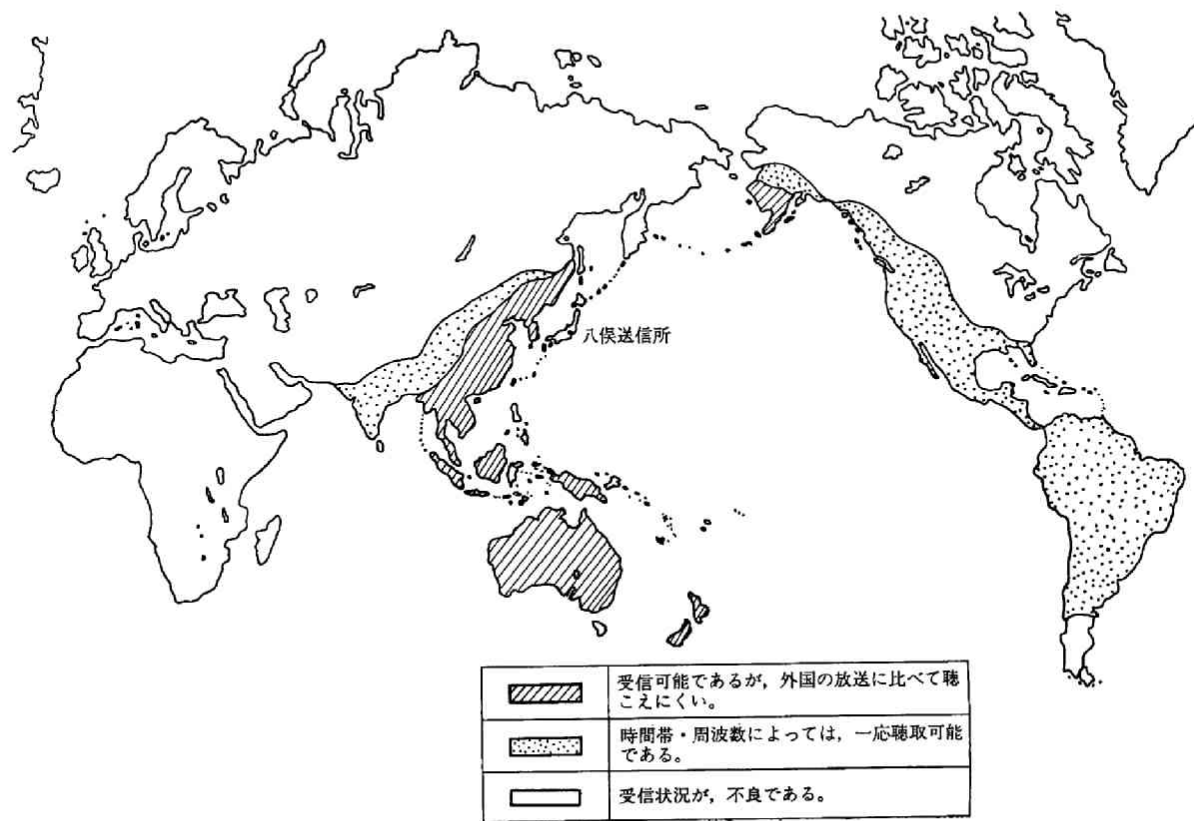 八俣送信所
受信可能であるが，外国の放送に比べて聴
こえにくい。
時間帯・周波数によっては，一応聴取可能
である。
受信状況が，不良である。